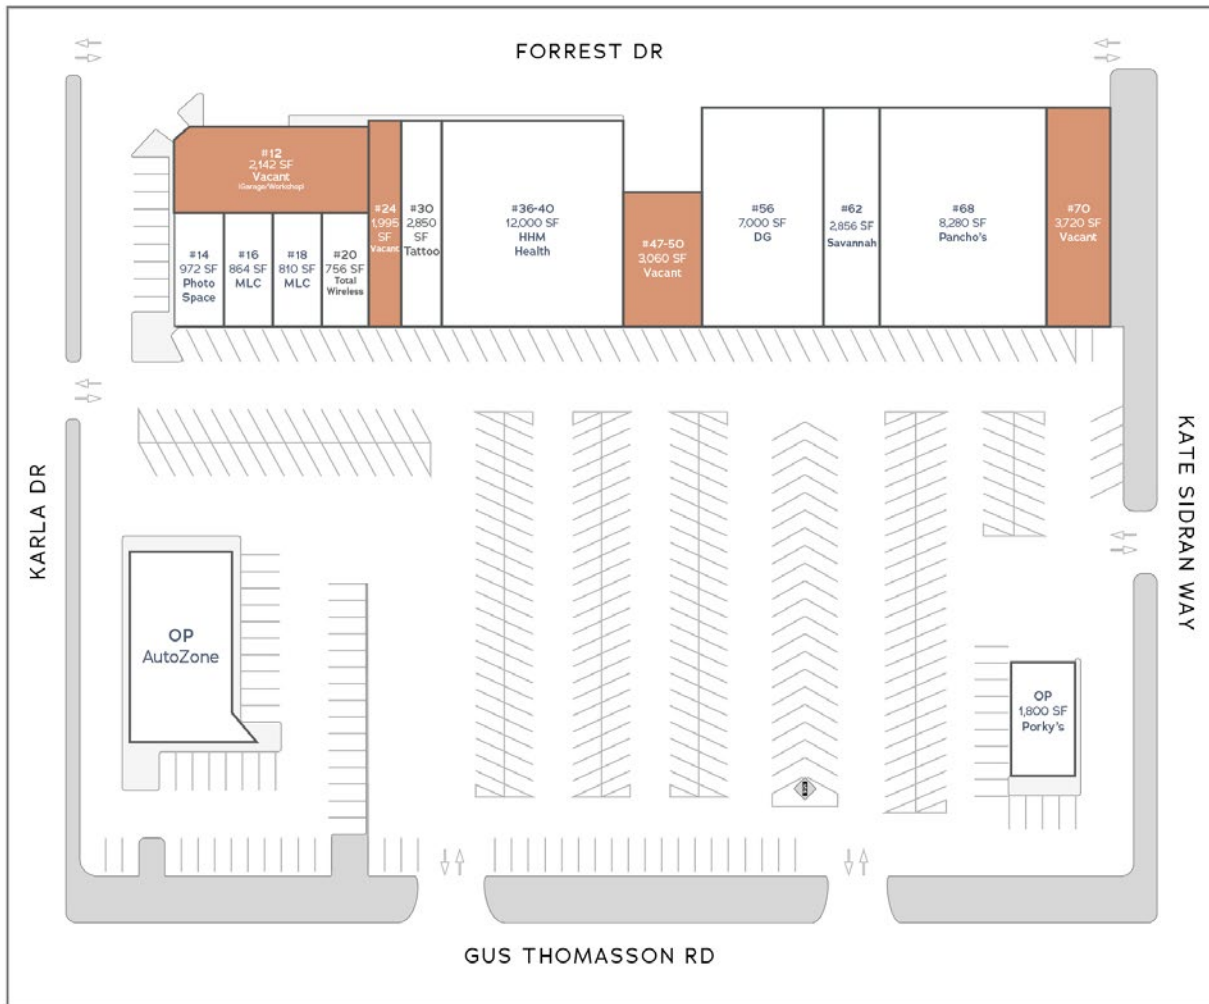 FORREST DR
#12
2,142 SF
Vacant
(Garage/Workshop)
#14
972 SF
Photo
Space
#16
864 SF
MLC
#18
810 SF
MLC
#20
756 SF
Total
Wireless
#24
1,995
SF
Vacant
#30
2,850
SF
Tattoo
#36-40
12,000 SF
HHM
Health
#47-50
3,060 SF
Vacant
#56
7,000 SF
DG
#62
2,856 SF
Savannah
#68
8,280 SF
Pancho's
#70
3,720 SF
Vacant
KARLA DR
KATE SIDRAN WAY
OP
AutoZone
OP
1,800 SF
Porky's
GUS THOMASSON RD